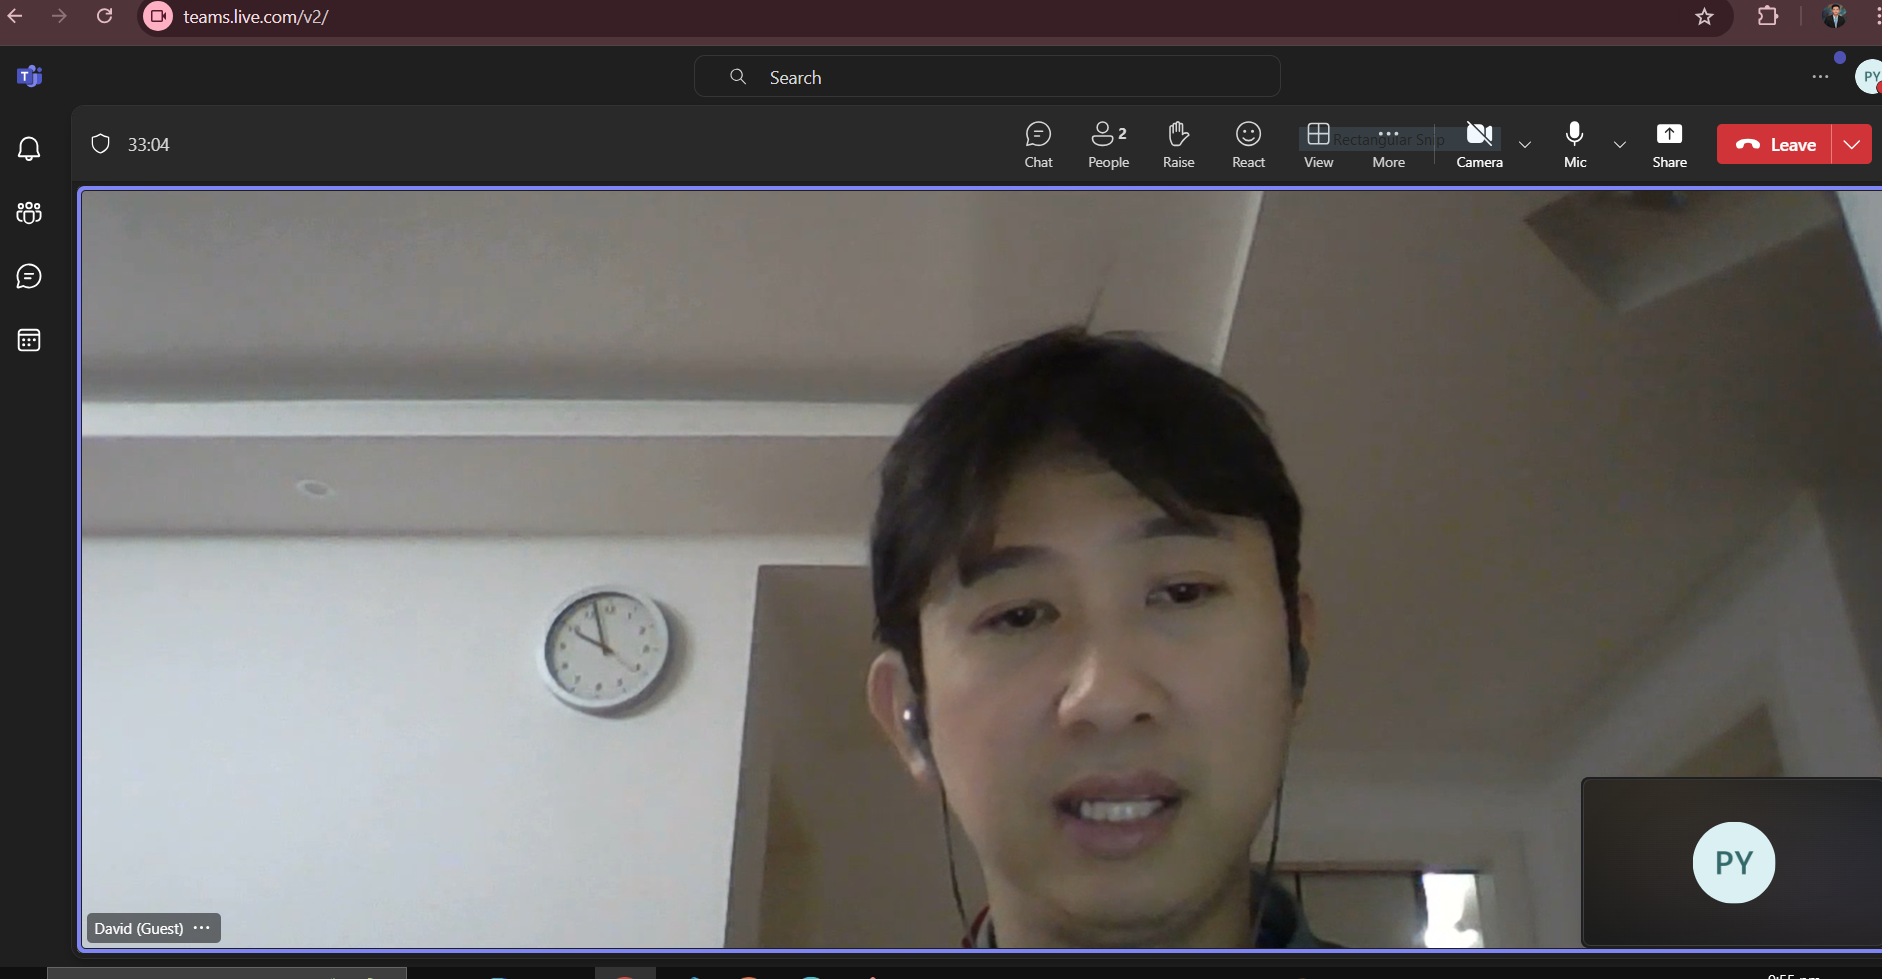 teams.live.com/v2/
T
Search
PY
33:04
Chat
People
2
Raise
React
View
More
Rectangular Snip
Camera
Mic
Share
Leave
David (Guest)
PY